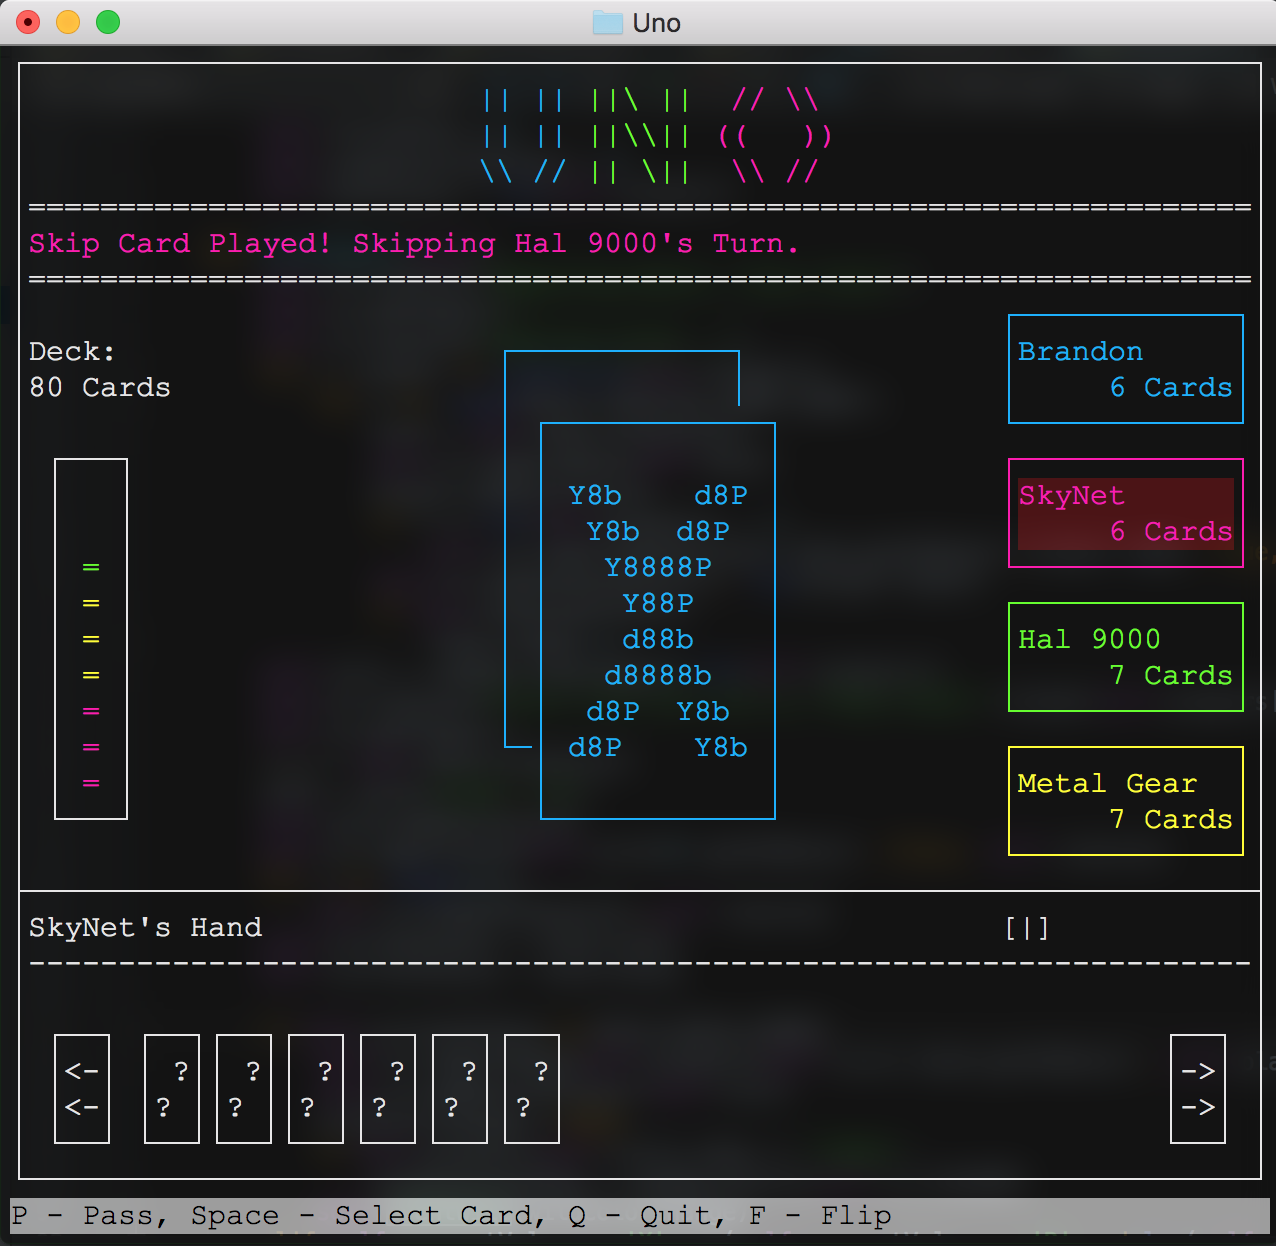 Uno
|| || ||\ ||  // \\
|| || ||\\|| ((   ))
\\ // || \||  \\ //
====================================================================
Skip Card Played! Skipping Hal 9000's Turn.
====================================================================
Deck:
80 Cards
Brandon
6 Cards
SkyNet
6 Cards
Hal 9000
7 Cards
Metal Gear
7 Cards
=
=
=
=
=
=
=
Y8b    d8P
Y8b  d8P
Y8888P
Y88P
d88b
d8888b
d8P  Y8b
d8P    Y8b
SkyNet's Hand [|]
--------------------------------------------------------------------
<- ? ? ? ? ? ? ->
<- ? ? ? ? ? ? ->
P - Pass, Space - Select Card, Q - Quit, F - Flip